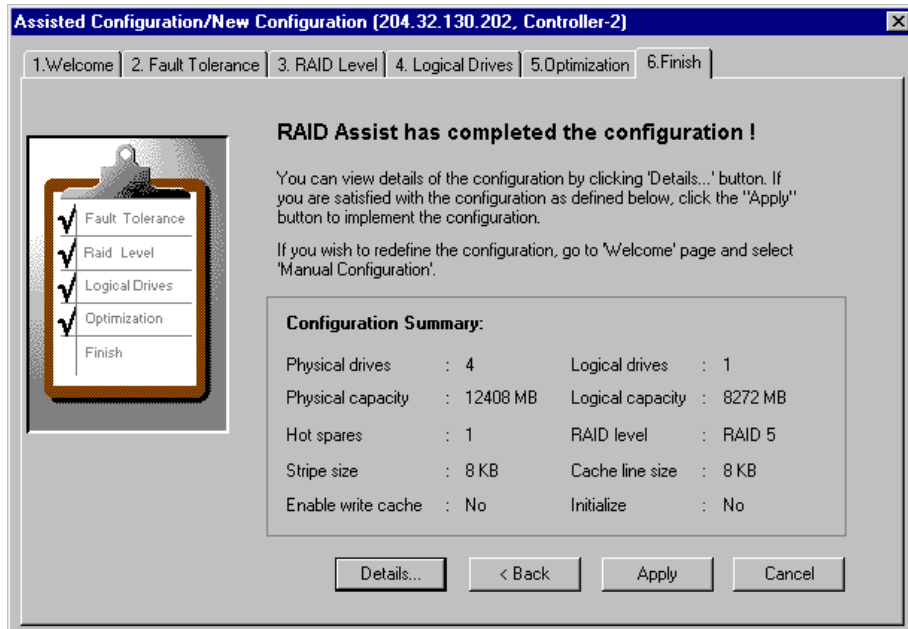 Assisted Configuration/New Configuration (204.32.130.202, Controller-2)
1.Welcome 2. Fault Tolerance 3. RAID Level 4. Logical Drives 5.Optimization 6.Finish
RAID Assist has completed the configuration !
You can view details of the configuration by clicking 'Details...' button. If
you are satisfied with the configuration as defined below, click the "Apply"
button to implement the configuration.
If you wish to redefine the configuration, go to 'Welcome' page and select
'Manual Configuration'.
Fault Tolerance
Raid Level
Logical Drives
Optimization
Finish
Configuration Summary:
Physical drives : 4 Logical drives : 1
Physical capacity : 12408 MB Logical capacity : 8272 MB
Hot spares : 1 RAID level : RAID 5
Stripe size : 8 KB Cache line size : 8 KB
Enable write cache : No Initialize : No
Details... < Back Apply Cancel